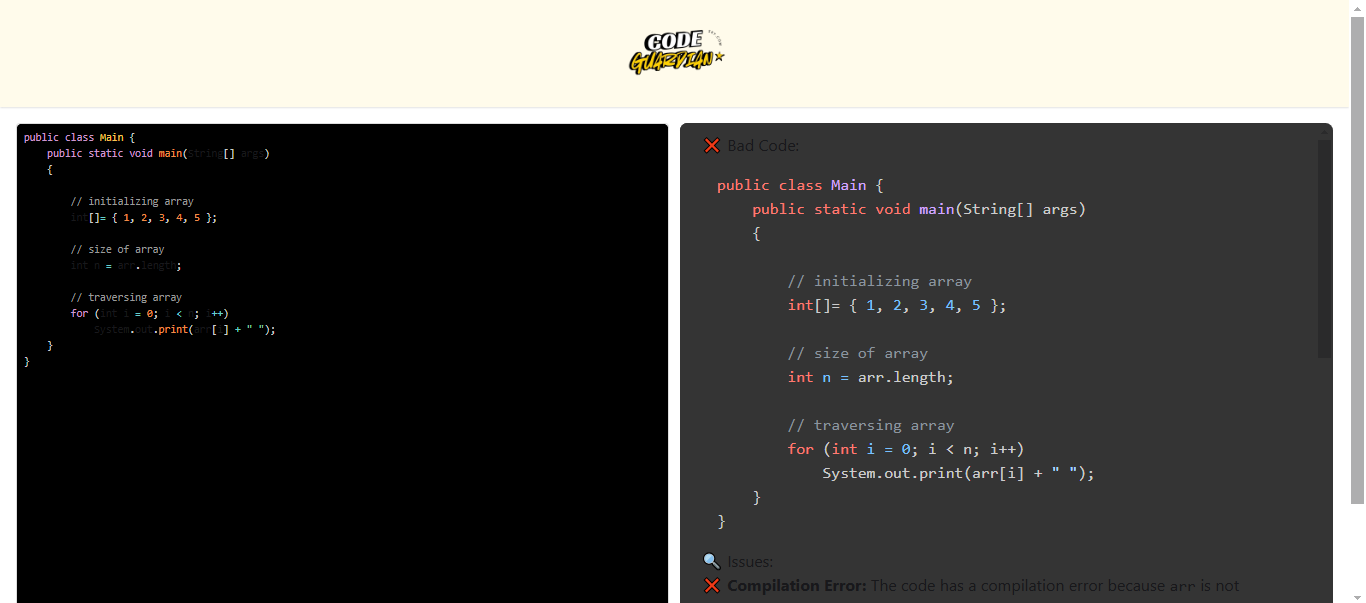 CODE
GUARDIAN
public class Main {
    public static void main(String[] args)
    {

        // initializing array
        int[]= { 1, 2, 3, 4, 5 };

        // size of array
        int n = arr.length;

        // traversing array
        for (int i = 0; i < n; i++)
            System.out.print(arr[i] + " ");
    }
}
❌ Bad Code:
public class Main {
    public static void main(String[] args)
    {

        // initializing array
        int[]= { 1, 2, 3, 4, 5 };

        // size of array
        int n = arr.length;

        // traversing array
        for (int i = 0; i < n; i++)
            System.out.print(arr[i] + " ");
    }
}
🔍 Issues:
❌ Compilation Error: The code has a compilation error because arr is not